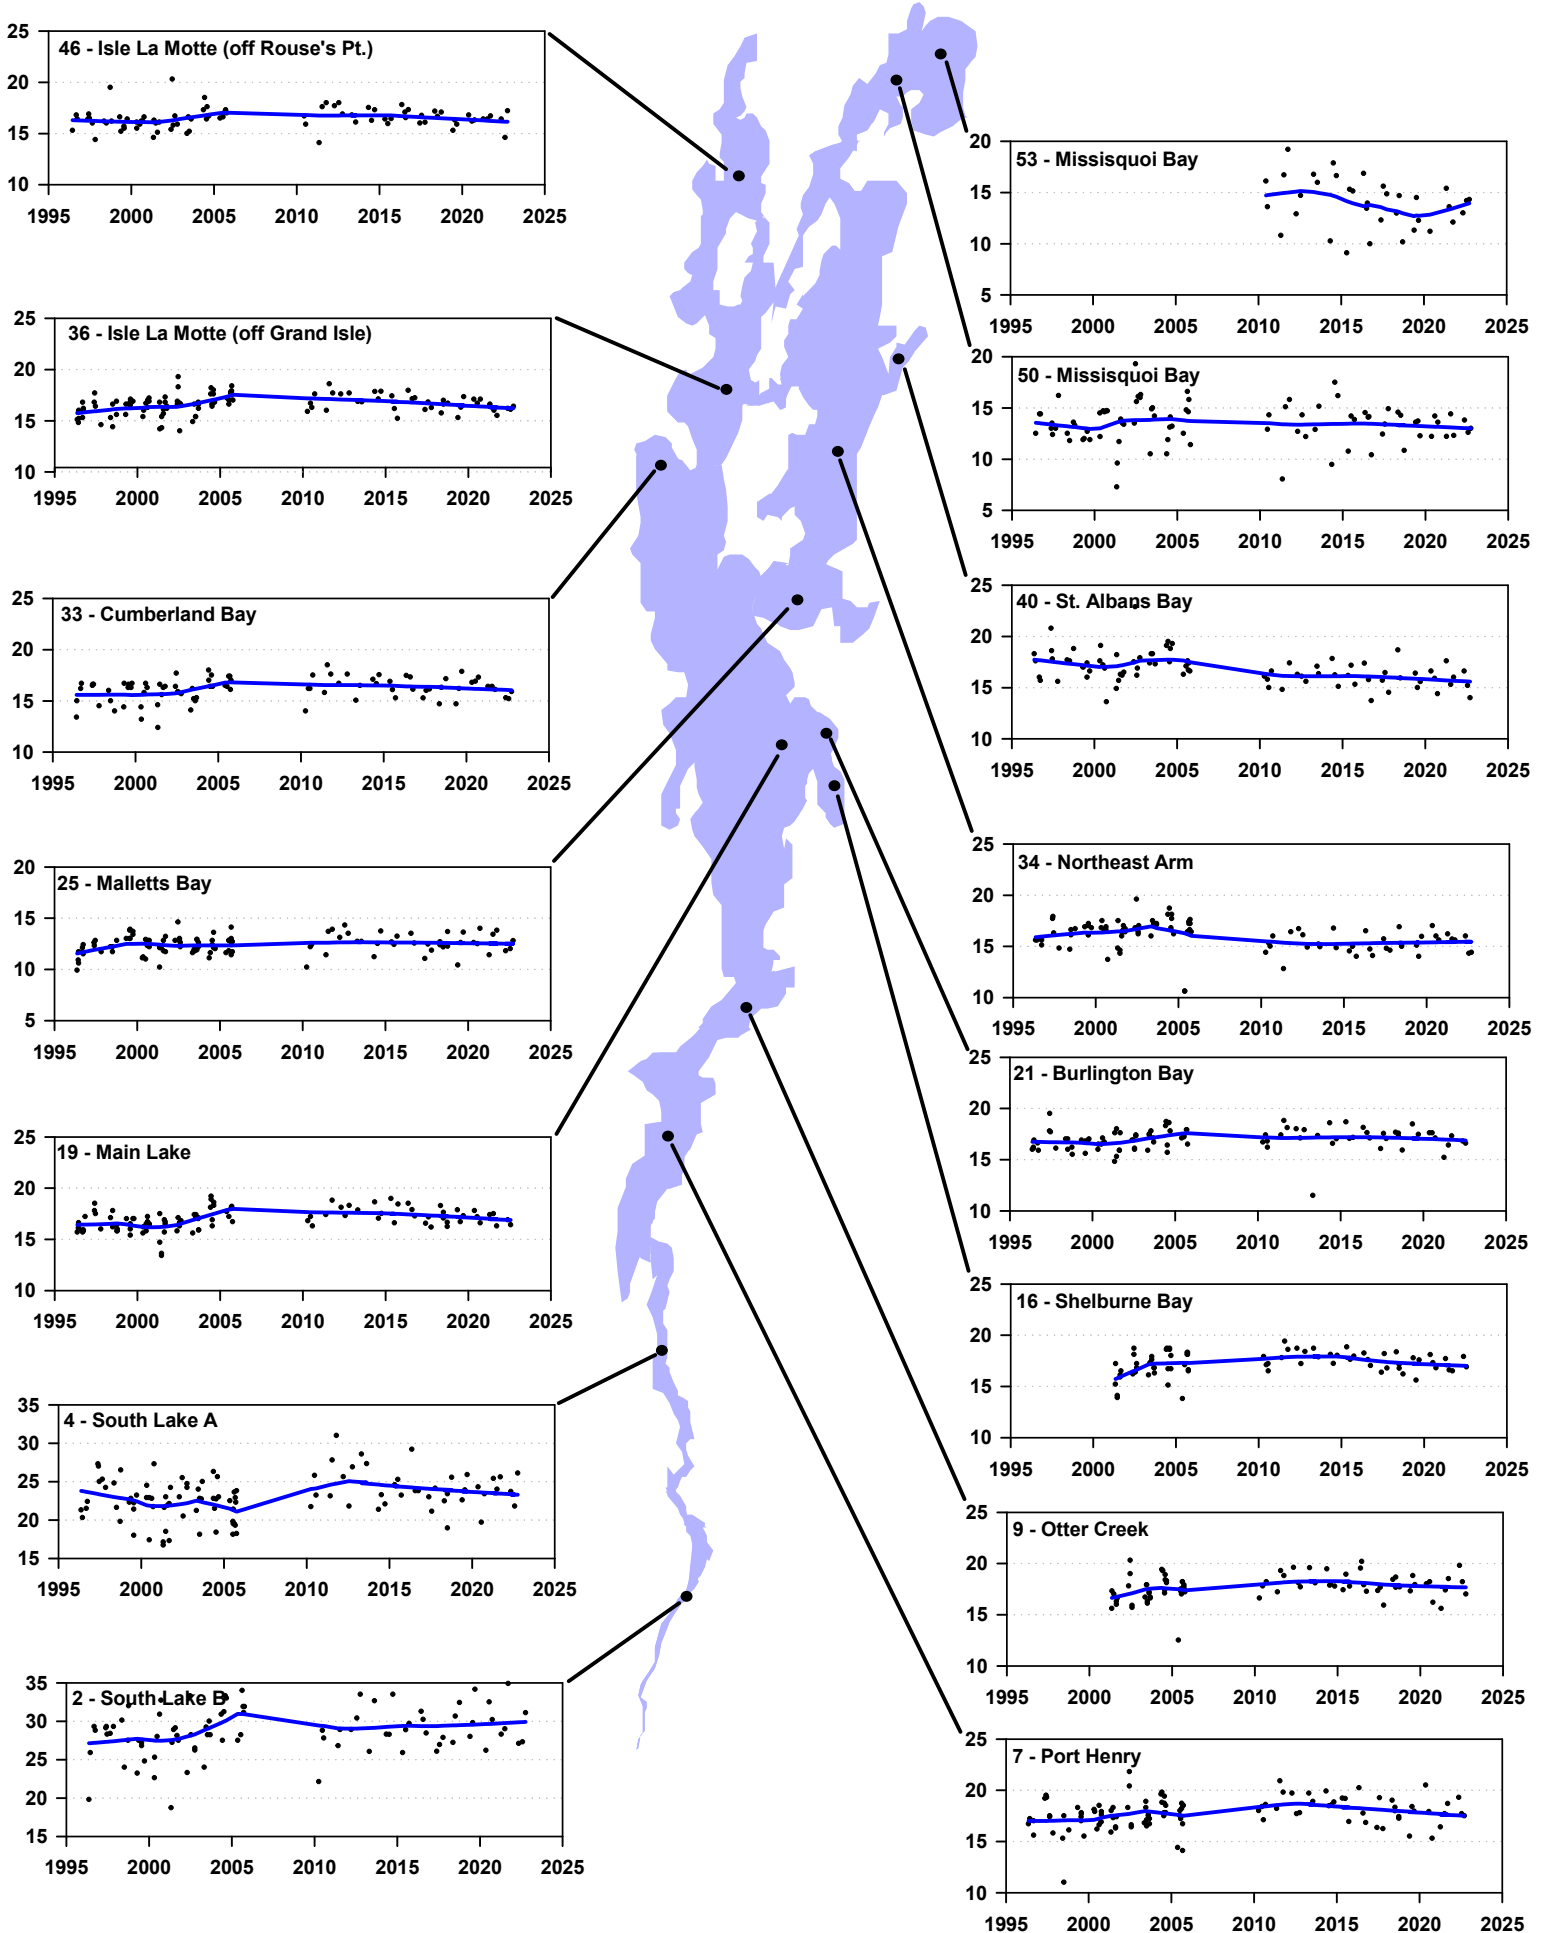 46 - Isle La Motte (off Rouse's Pt.)
25
20
15
10
1995 2000 2005 2010 2015 2020 2025
36 - Isle La Motte (off Grand Isle)
25
20
15
10
1995 2000 2005 2010 2015 2020 2025
33 - Cumberland Bay
25
20
15
10
1995 2000 2005 2010 2015 2020 2025
25 - Malletts Bay
20
15
10
5
1995 2000 2005 2010 2015 2020 2025
19 - Main Lake
25
20
15
10
1995 2000 2005 2010 2015 2020 2025
4 - South Lake A
35
30
25
20
15
1995 2000 2005 2010 2015 2020 2025
2 - South Lake B
35
30
25
20
15
1995 2000 2005 2010 2015 2020 2025
53 - Missisquoi Bay
20
15
10
5
1995 2000 2005 2010 2015 2020 2025
50 - Missisquoi Bay
20
15
10
5
1995 2000 2005 2010 2015 2020 2025
40 - St. Albans Bay
25
20
15
10
1995 2000 2005 2010 2015 2020 2025
34 - Northeast Arm
25
20
15
10
1995 2000 2005 2010 2015 2020 2025
21 - Burlington Bay
25
20
15
10
1995 2000 2005 2010 2015 2020 2025
16 - Shelburne Bay
25
20
15
10
1995 2000 2005 2010 2015 2020 2025
9 - Otter Creek
25
20
15
10
1995 2000 2005 2010 2015 2020 2025
7 - Port Henry
25
20
15
10
1995 2000 2005 2010 2015 2020 2025